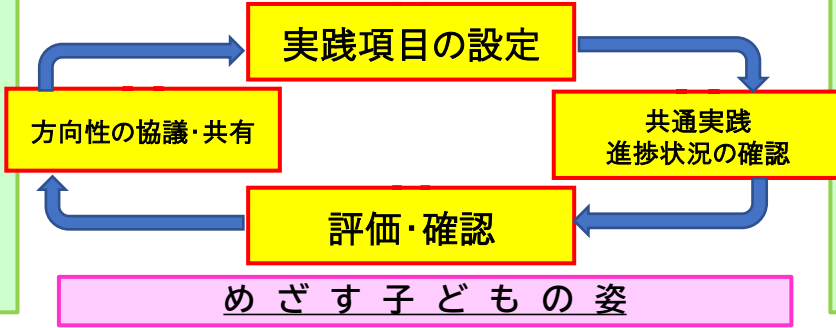 実践項目の設定
方向性の協議・共有
共通実践
進捗状況の確認
評価・確認
めざす子どもの姿